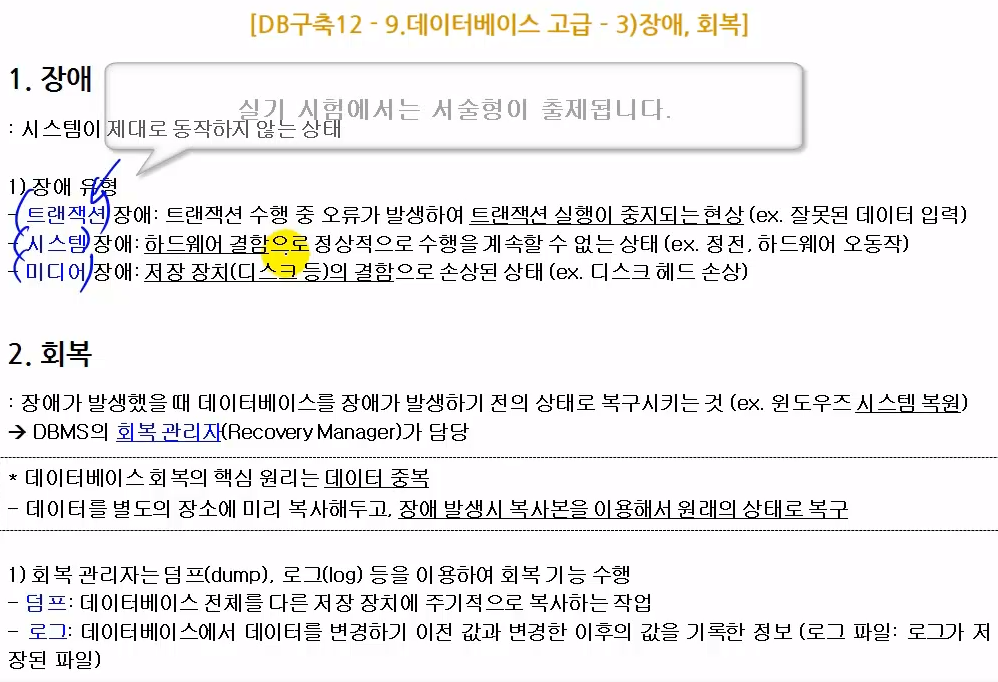 [DB구축12 - 9.데이터베이스 고급 - 3)장애, 회복]
1. 장애
실기 시험에서는 서술형이 출제됩니다.
: 시스템이 제대로 동작하지 않는 상태
1) 장애 유형
- 트랜잭션 장애: 트랜잭션 수행 중 오류가 발생하여 트랜잭션 실행이 중지되는 현상 (ex. 잘못된 데이터 입력)
- 시스템 장애: 하드웨어 결함으로 정상적으로 수행을 계속할 수 없는 상태 (ex. 정전, 하드웨어 오동작)
- 미디어 장애: 저장 장치(디스크 등)의 결함으로 손상된 상태 (ex. 디스크 헤드 손상)
2. 회복
: 장애가 발생했을 때 데이터베이스를 장애가 발생하기 전의 상태로 복구시키는 것 (ex. 윈도우즈 시스템 복원)
→ DBMS의 회복 관리자(Recovery Manager)가 담당
* 데이터베이스 회복의 핵심 원리는 데이터 중복
- 데이터를 별도의 장소에 미리 복사해두고, 장애 발생시 복사본을 이용해서 원래의 상태로 복구
1) 회복 관리자는 덤프(dump), 로그(log) 등을 이용하여 회복 기능 수행
- 덤프: 데이터베이스 전체를 다른 저장 장치에 주기적으로 복사하는 작업
- 로그: 데이터베이스에서 데이터를 변경하기 이전 값과 변경한 이후의 값을 기록한 정보 (로그 파일: 로그가 저
장된 파일)